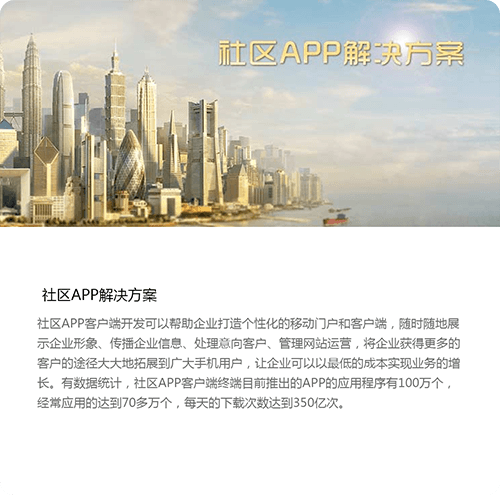 社区APP解决方案
社区APP解决方案
社区APP客户端开发可以帮助企业打造个性化的移动门户和客户端，随时随地展
示企业形象、传播企业信息、处理意向客户、管理网站运营，将企业获得更多的
客户的途径大大地拓展到广大手机用户，让企业可以以最低的成本实现业务的增
长。有数据统计，社区APP客户端终端目前推出的APP的应用程序有100万个，
经常应用的达到70多万个，每天的下载次数达到350亿次。